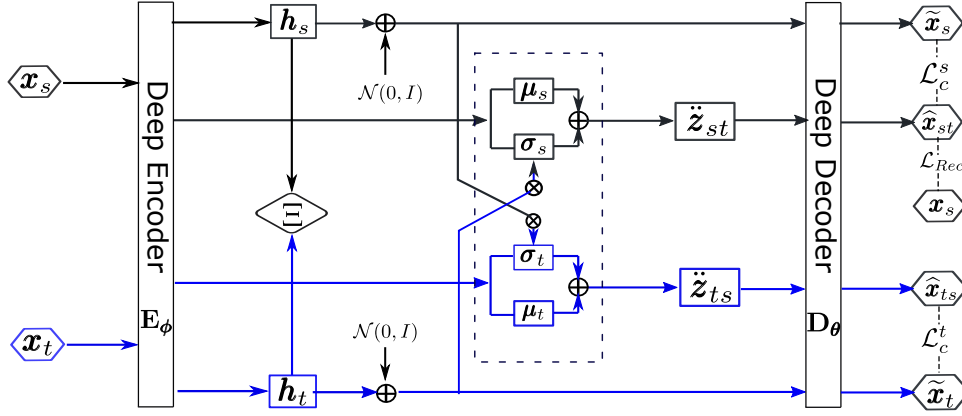 x_s
x_t
Deep Encoder
E_ϕ
h_s
𝒩(0, I)
[Ξ]
h_t
𝒩(0, I)
μ_s
σ_s
σ_t
μ_t
z̈_st
z̈_ts
Deep Decoder
D_θ
x̃_s
ℒ_c^s
x̂_st
ℒ_Rec
x_s
x̂_ts
ℒ_c^t
x̃_t